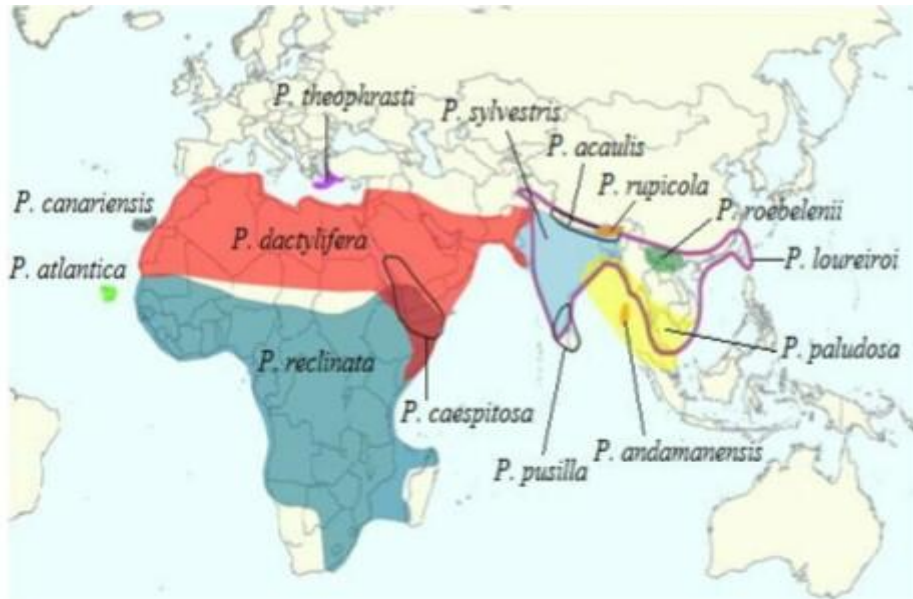 P. theophrasti
P. sylvestris
P. acaulis
P. rupicola
P. canariensis
P. roebelenii
P. dactylifera
P. loureiroi
P. atlantica
P. reclinata
P. paludosa
P. caespitosa
P. andamanensis
P. pusilla